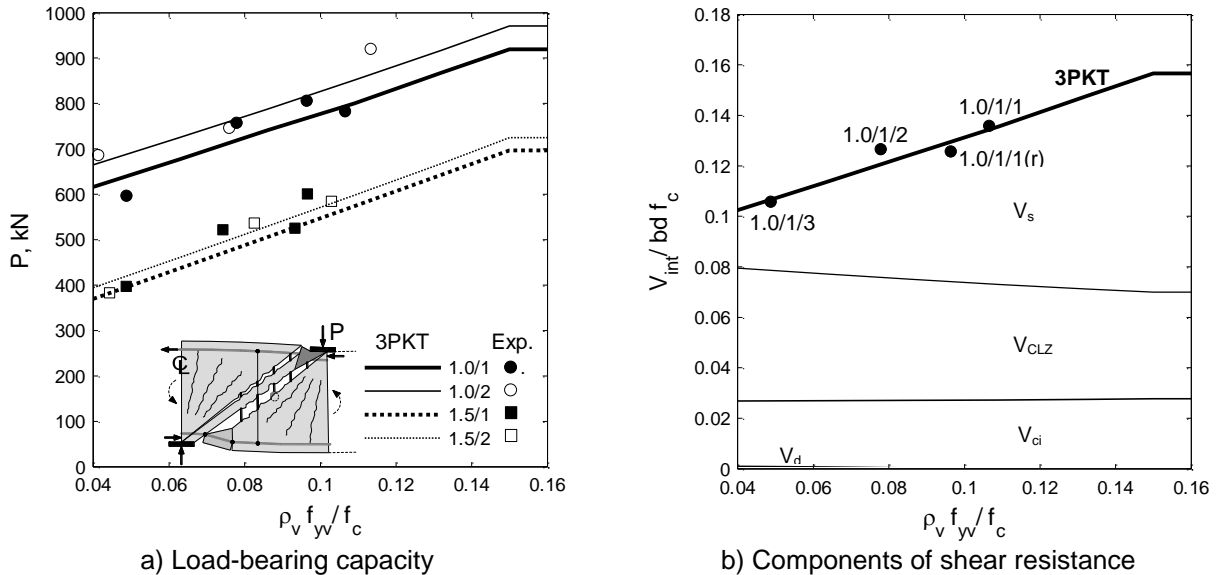 1000
900
800
700
600
500
400
300
200
100
0
P, kN
0.04 0.06 0.08 0.1 0.12 0.14 0.16
ρv fyv/ fc
℄
P
3PKT Exp.
1.0/1
1.0/2
1.5/1
1.5/2
a) Load-bearing capacity
0.18
0.16
0.14
0.12
0.1
0.08
0.06
0.04
0.02
0
Vint/ bd fc
3PKT
1.0/1/1
1.0/1/2
1.0/1/1(r)
1.0/1/3
Vs
VCLZ
Vci
Vd
0.04 0.06 0.08 0.1 0.12 0.14 0.16
ρv fyv/ fc
b) Components of shear resistance